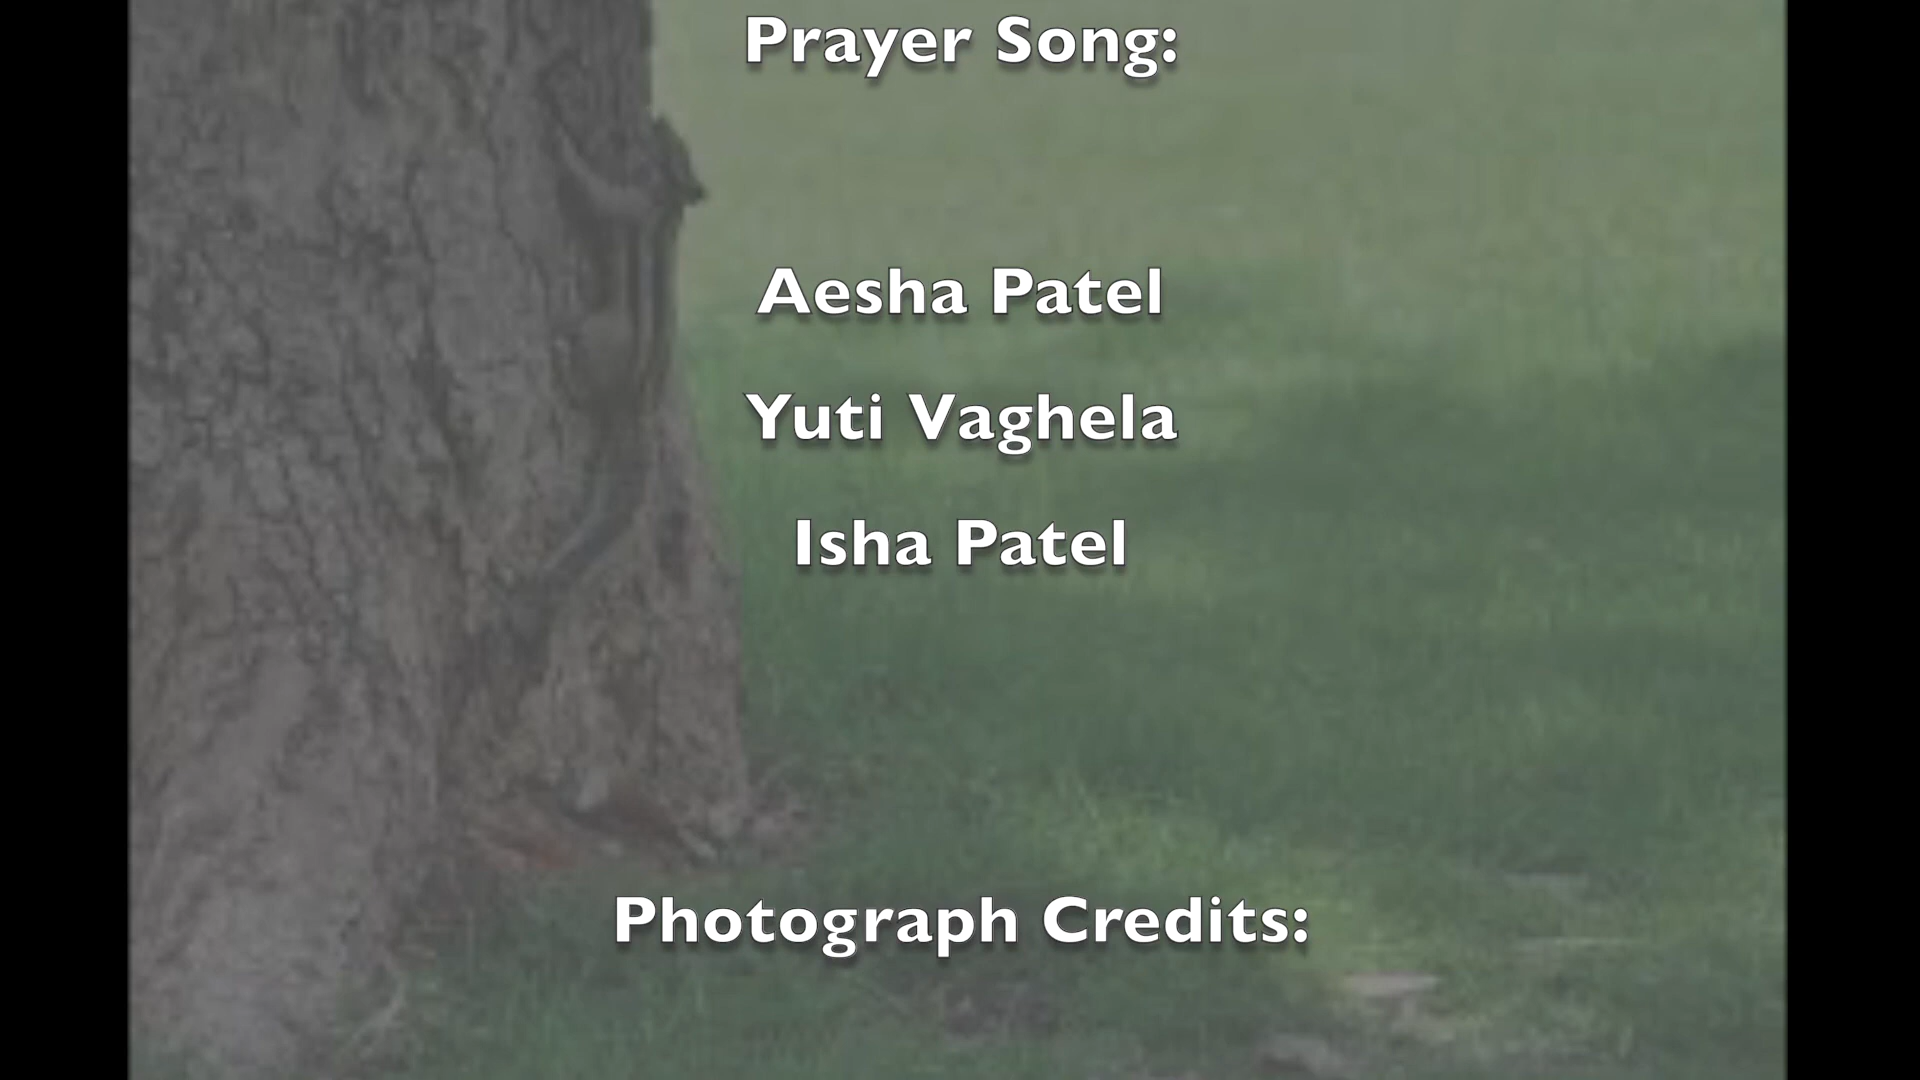 Prayer Song:
Aesha Patel
Yuti Vaghela
Isha Patel
Photograph Credits: